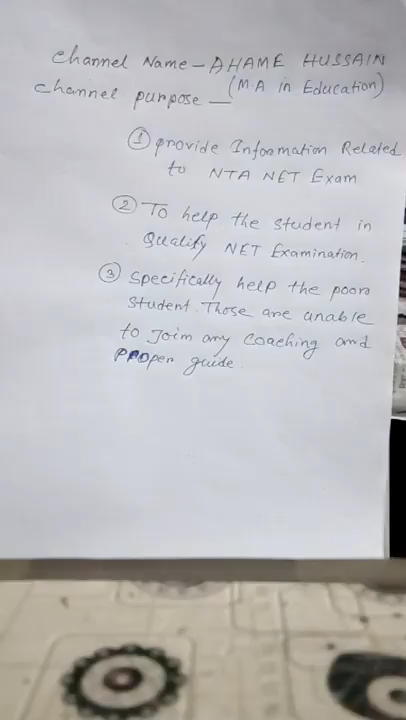 channel Name - AHAME HUSSAIN
(M.A in Education)
channel purpose —
① provide Information Related
to NTA NET Exam
② To help the student in
Qualify NET Examination.
③ specifically help the poor
student. Those are unable
to Join any coaching and
PROper guide.